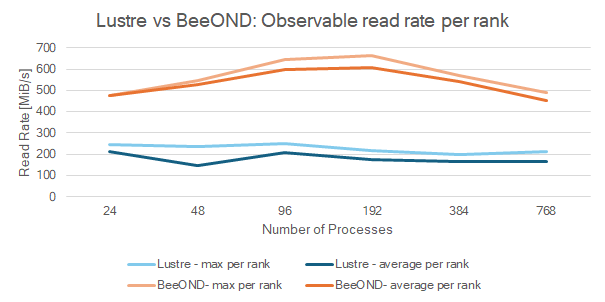 Lustre vs BeeOND: Observable read rate per rank
Read Rate [MiB/s]
700
600
500
400
300
200
100
0
24 48 96 192 384 768
Number of Processes
Lustre - max per rank Lustre - average per rank
BeeOND- max per rank BeeOND- average per rank